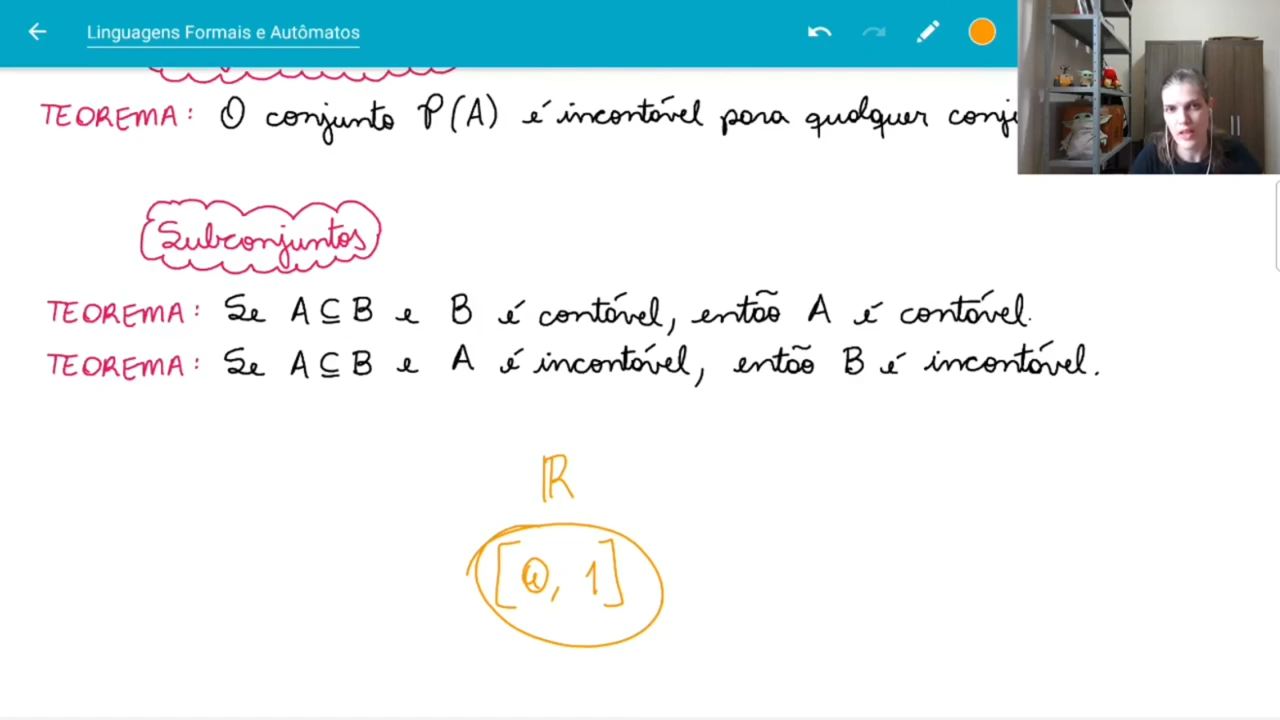 Linguagens Formais e Autômatos
TEOREMA: O conjunto P(A) é incontável para qualquer conj
Subconjuntos
TEOREMA: Se A ⊆ B e B é contável, então A é contável.
TEOREMA: Se A ⊆ B e A é incontável, então B é incontável.
ℝ
[0, 1]